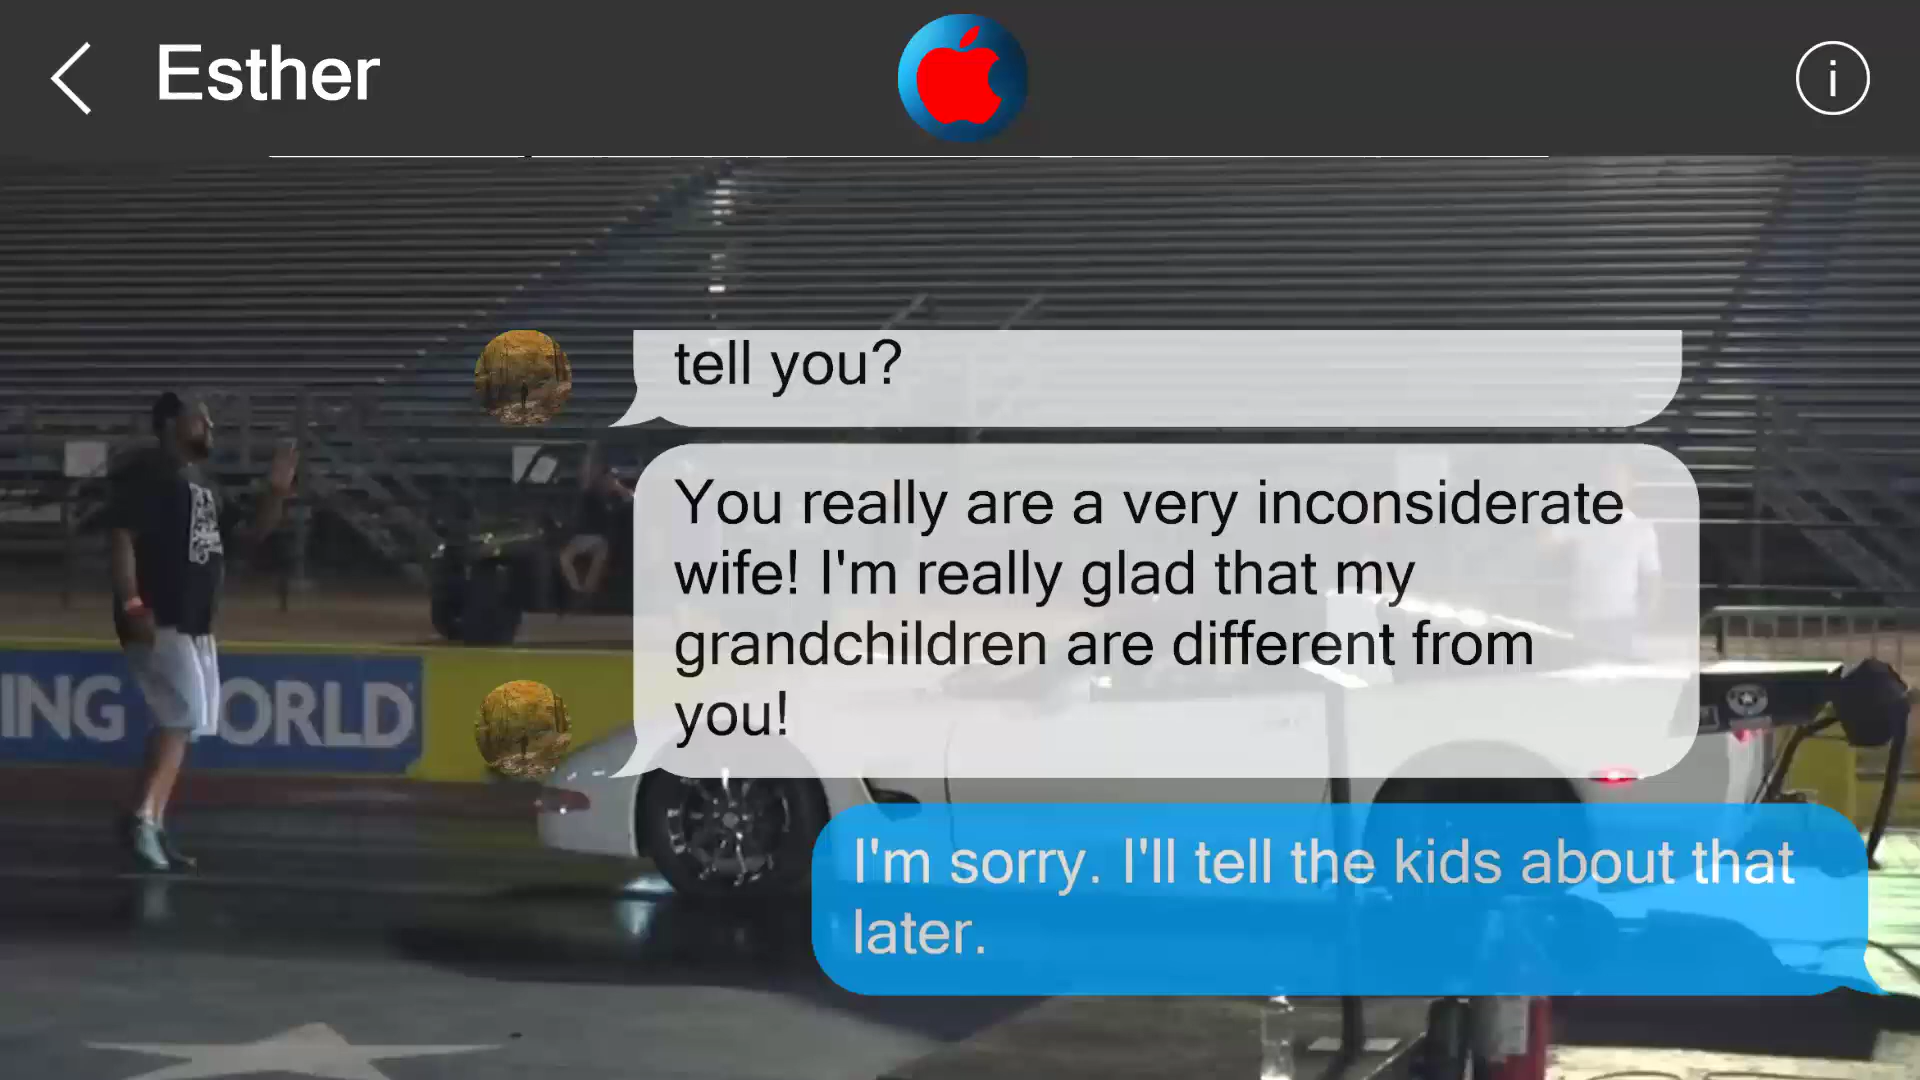 Esther
i
tell you?
You really are a very inconsiderate
wife! I'm really glad that my
grandchildren are different from
you!
ING WORLD
I'm sorry. I'll tell the kids about that
later.